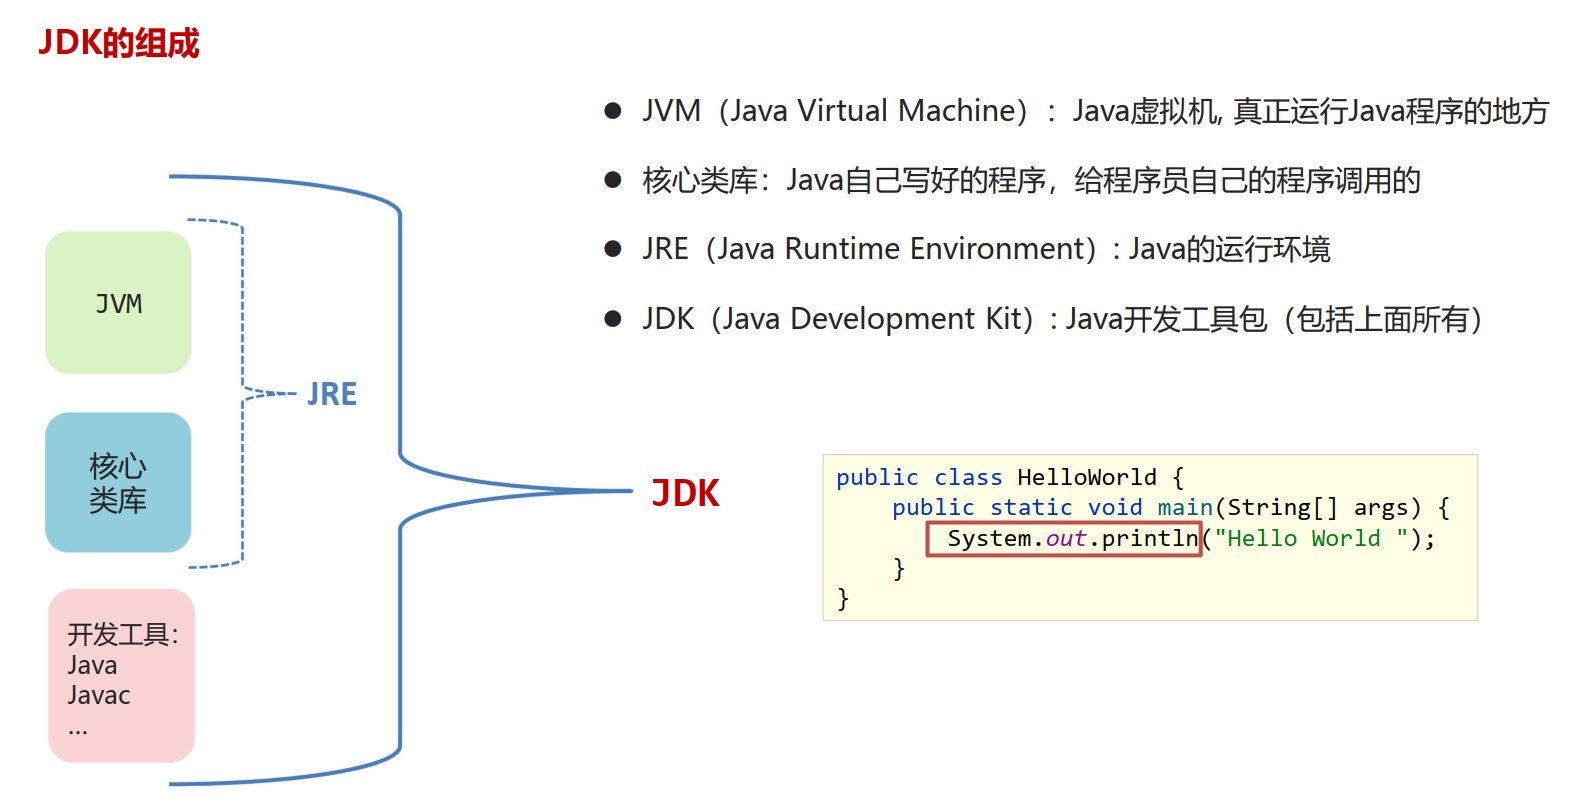 JDK的组成
JVM（Java Virtual Machine）：Java虚拟机, 真正运行Java程序的地方
核心类库：Java自己写好的程序，给程序员自己的程序调用的
JRE（Java Runtime Environment）: Java的运行环境
JDK（Java Development Kit）: Java开发工具包（包括上面所有）
JVM
核心
类库
开发工具：
Java
Javac
...
JRE
JDK
public class HelloWorld {
    public static void main(String[] args) {
        System.out.println("Hello World ");
    }
}